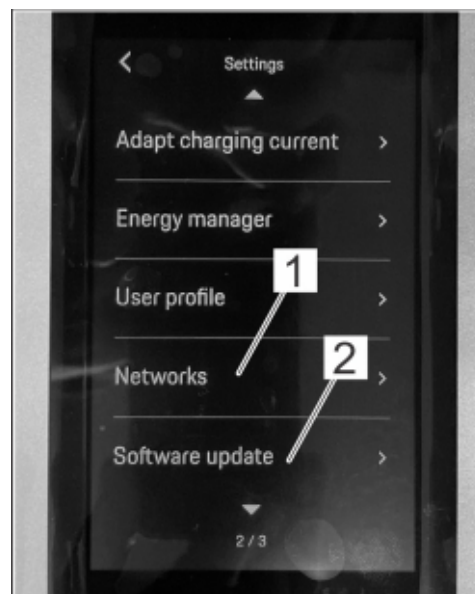 Settings
Adapt charging current
Energy manager
1
User profile
2
Networks
Software update
2/3